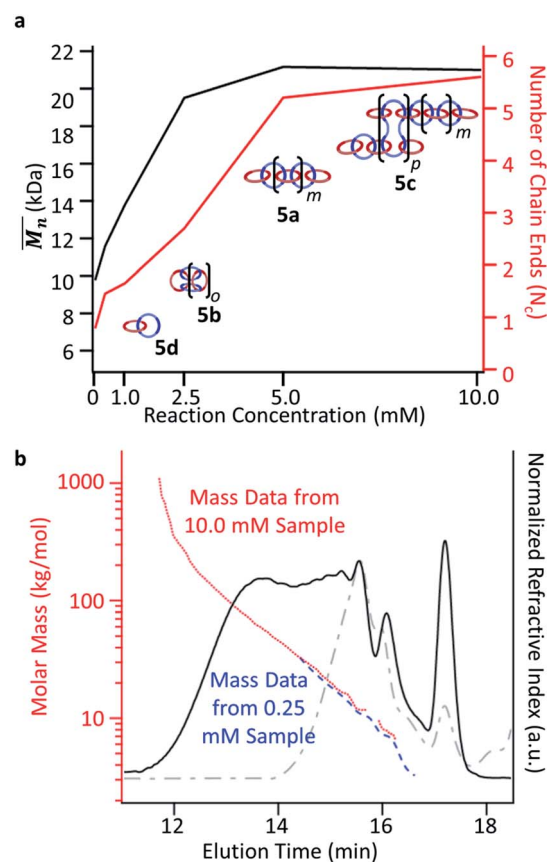 a
22
20
18
16
14
12
10
8
6
M̅n (kDa)
6
5
4
3
2
1
0
Number of Chain Ends (Nc)
5a
m
5b
o
5c
m
p
5d
0
1.0
2.5
5.0
10.0
Reaction Concentration (mM)
b
1000
100
10
Molar Mass (kg/mol)
Mass Data from
10.0 mM Sample
Mass Data
from 0.25
mM Sample
Normalized Refractive Index (a.u.)
12
14
16
18
Elution Time (min)